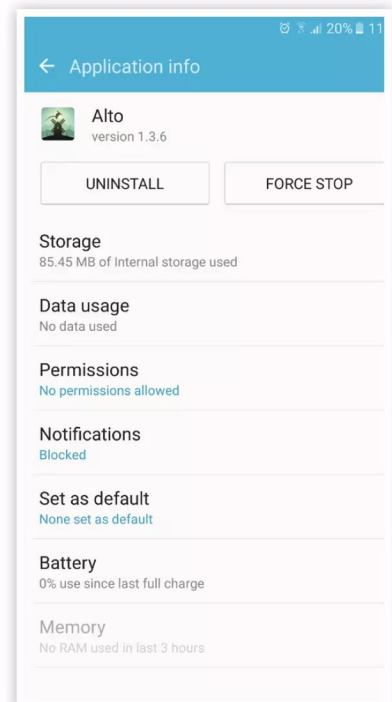 20% 11
Application info
Alto
version 1.3.6
UNINSTALL FORCE STOP
Storage
85.45 MB of Internal storage used
Data usage
No data used
Permissions
No permissions allowed
Notifications
Blocked
Set as default
None set as default
Battery
0% use since last full charge
Memory
No RAM used in last 3 hours